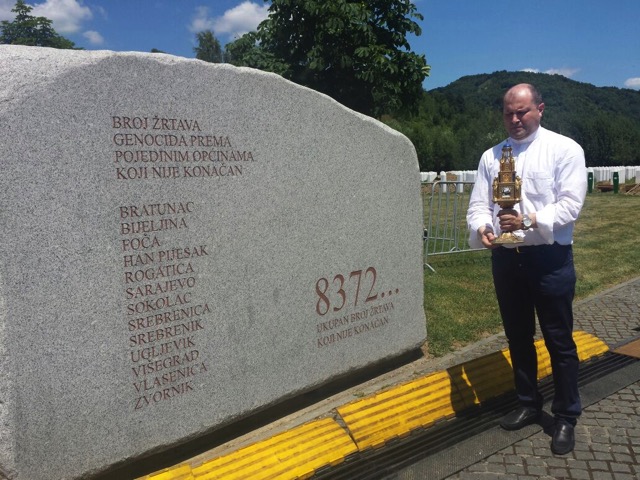 BROJ ŽRTAVA
GENOCIDA PREMA
POJEDINIM OPĆINAMA
KOJI NIJE KONAČAN
BRATUNAC
BIJELJINA
FOČA
HAN PIJESAK
ROGATICA
SARAJEVO
SOKOLAC
SREBRENICA
SREBRENIK
UGLJEVIK
VIŠEGRAD
VLASENICA
ZVORNIK
8372...
UKUPAN BROJ ŽRTAVA
KOJI NIJE KONAČAN